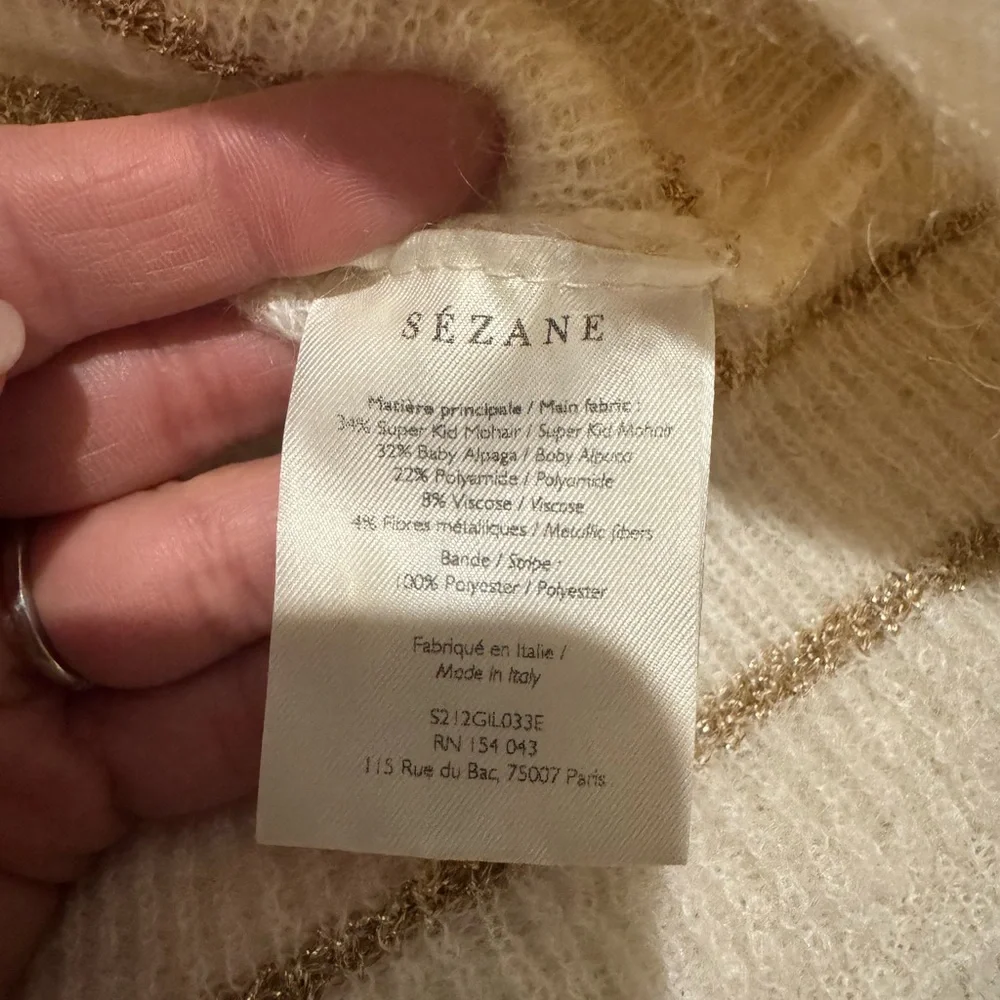 SÉZANE
Matière principale / Main fabric :
34% Super Kid Mohair / Super Kid Mohair
32% Baby Alpaga / Baby Alpaca
22% Polyamide / Polyamide
8% Viscose / Viscose
4% Fibres métalliques / Metallic fibers
Bande / Stripe :
100% Polyester / Polyester
Fabriqué en Italie /
Made in Italy
S212GIL033E
RN 154 043
115 Rue du Bac, 75007 Paris